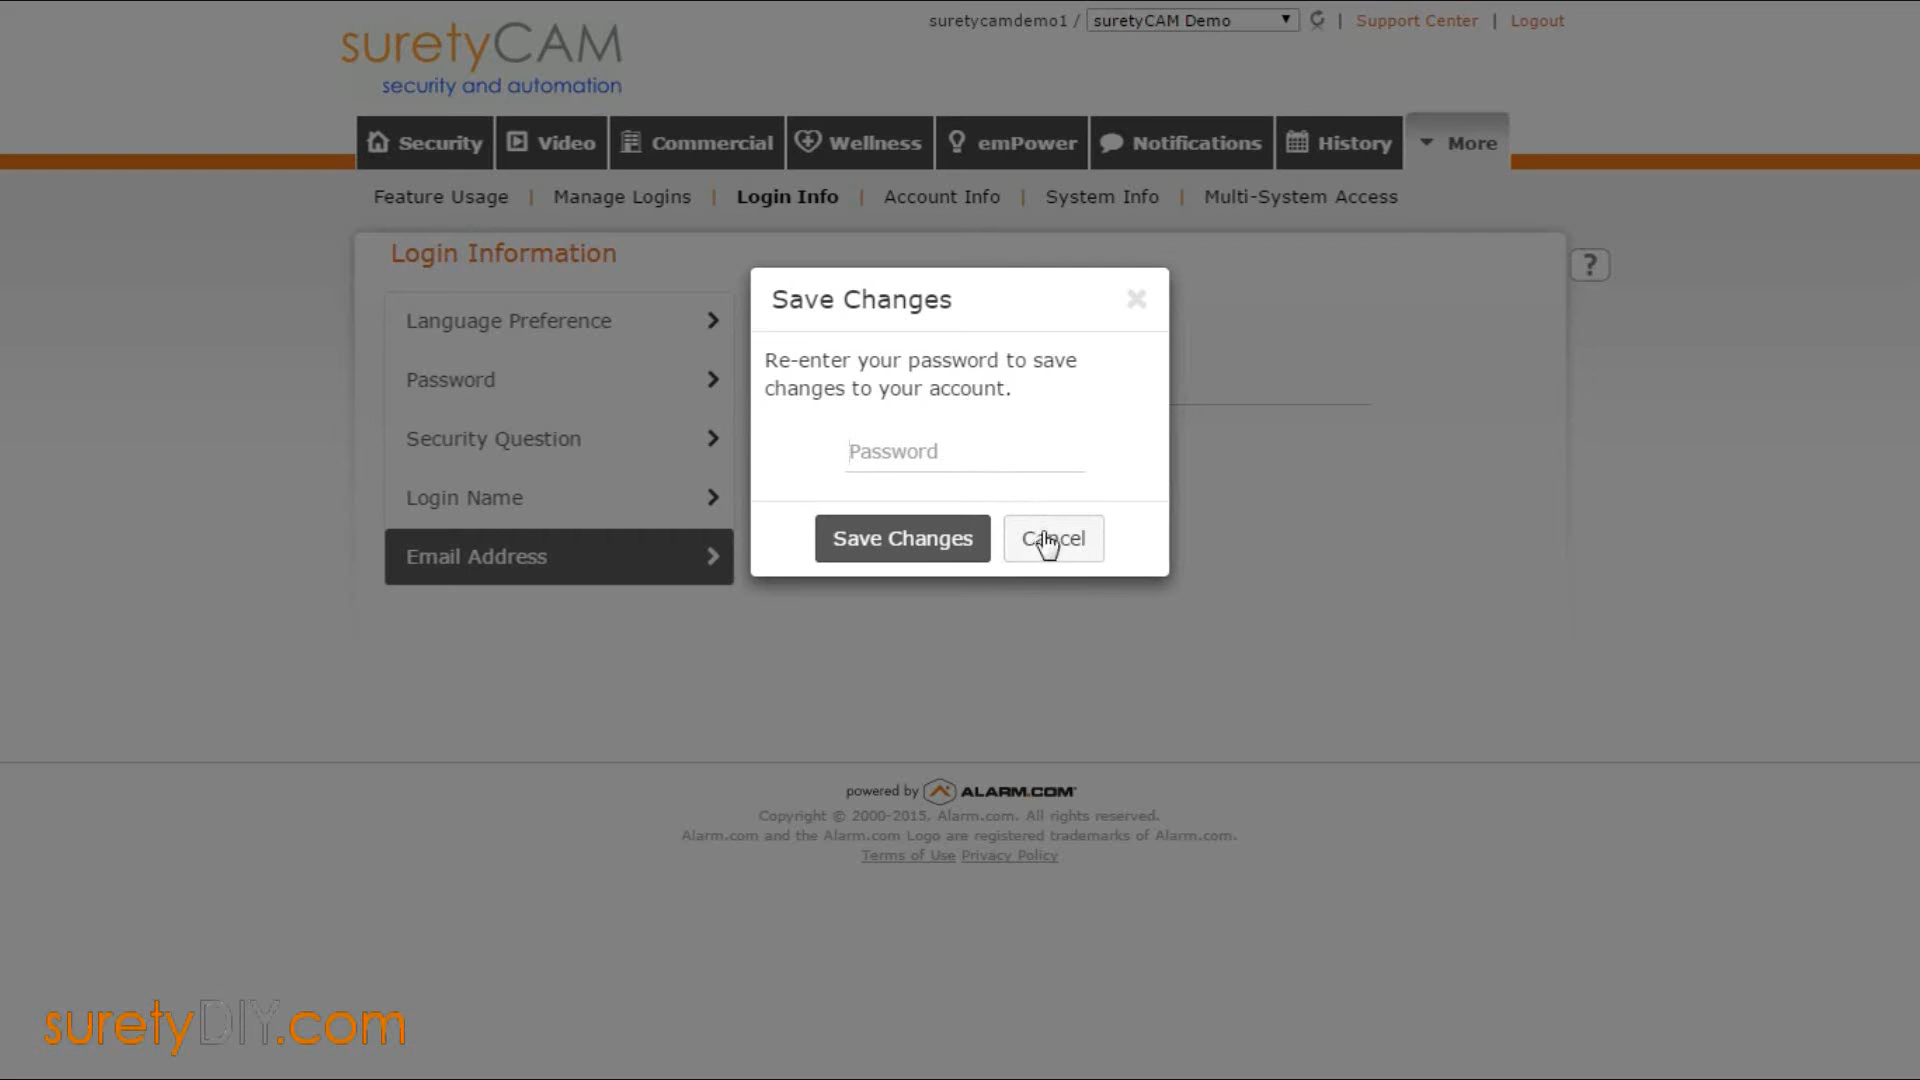 suretyCAM
security and automation
suretycamdemo1 / suretyCAM Demo | Support Center | Logout
Security Video Commercial Wellness emPower Notifications History More
Feature Usage | Manage Logins | Login Info | Account Info | System Info | Multi-System Access
Login Information
?
Language Preference
Password
Security Question
Login Name
Email Address
Save Changes
Re-enter your password to save
changes to your account.
Password
Save Changes Cancel
powered by ALARM.COM
Copyright © 2000-2015, Alarm.com. All rights reserved.
Alarm.com and the Alarm.com Logo are registered trademarks of Alarm.com.
Terms of Use Privacy Policy
suretyDIY.com